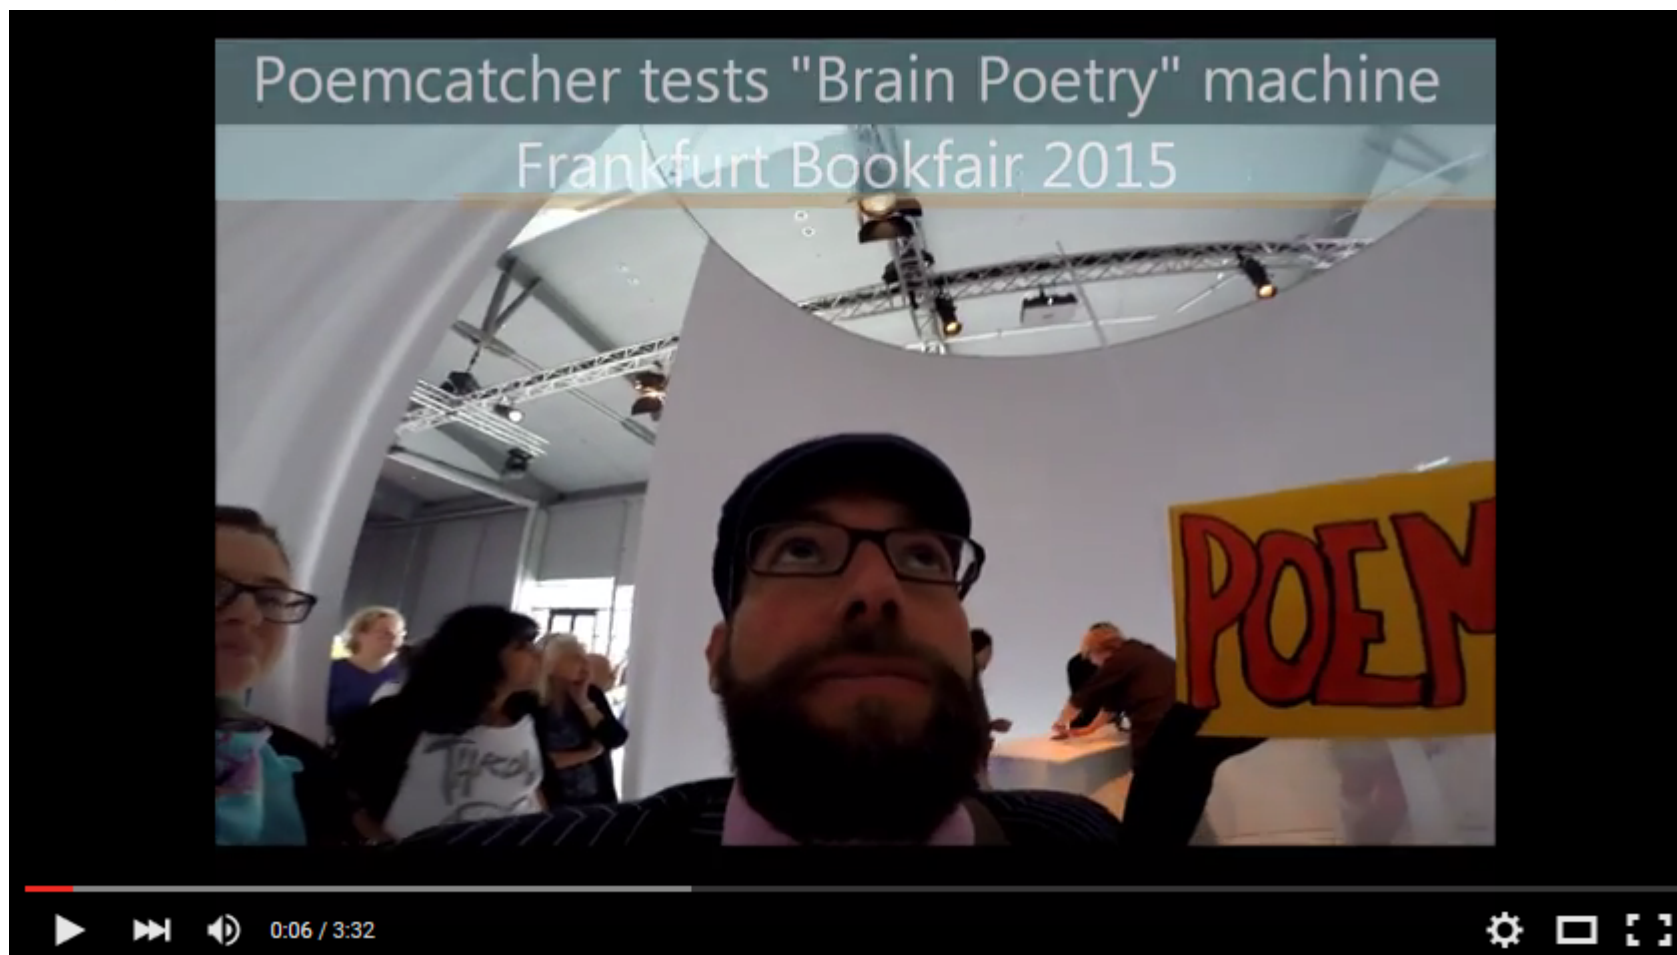 Poemcatcher tests "Brain Poetry" machine
Frankfurt Bookfair 2015
POEM
0:06 / 3:32